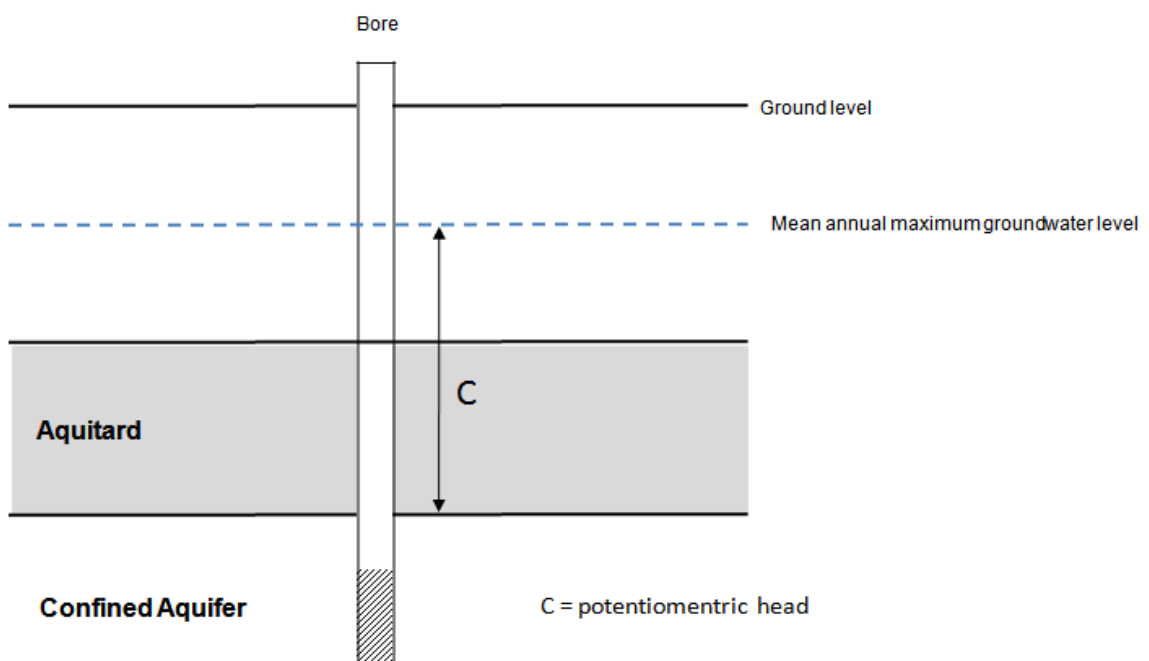 Bore
Ground level
Mean annual maximum groundwater level
C
Aquitard
Confined Aquifer
C = potentiomentric head